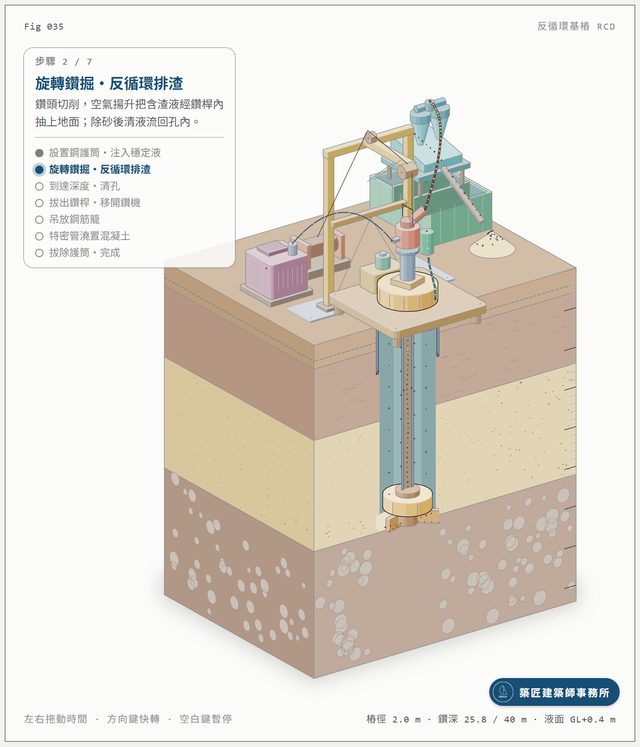 Fig 035
反循環基樁 RCD
步驟 2 / 7
旋轉鑽掘・反循環排渣
鑽頭切削，空氣揚升把含渣液經鑽桿內
抽上地面；除砂後清液流回孔內。
設置鋼護筒・注入穩定液
旋轉鑽掘・反循環排渣
到達深度・清孔
拔出鑽桿・移開鑽機
吊放鋼筋籠
特密管澆置混凝土
拔除護筒・完成
築匠建築師事務所
左右拖動時間 · 方向鍵快轉 · 空白鍵暫停
樁徑 2.0 m · 鑽深 25.8 / 40 m · 液面 GL+0.4 m